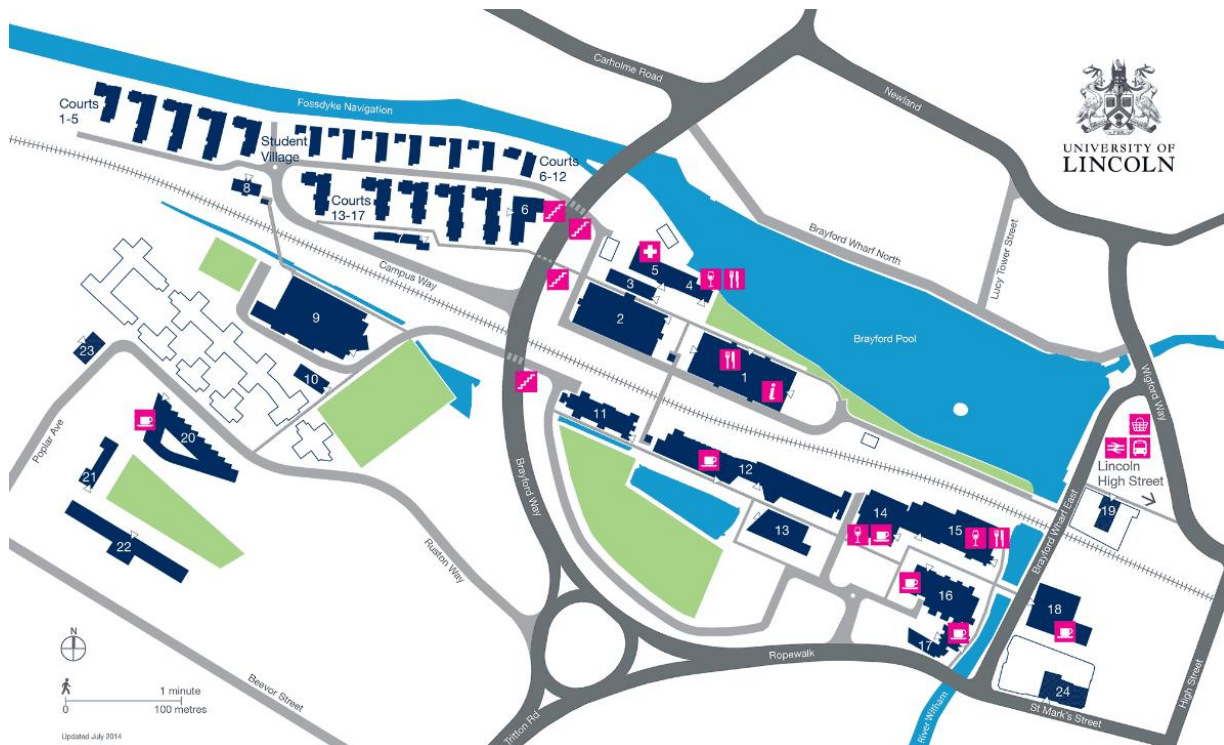 Carholme Road
Newland
UNIVERSITY OF
LINCOLN
Fossdyke Navigation
Courts
1-5
Student
Village
Courts
6-12
8
Courts
13-17
6
Brayford Wharf North
Lucy Tower Street
Campus Way
5
3
4
2
9
Brayford Pool
Wigford Way
1
i
23
10
11
Poplar Ave
20
12
Lincoln
High Street
21
Brayford Way
14
15
19
13
22
Ruston Way
Brayford Wharf East
16
18
17
N
Ropewalk
24
1 minute
0
100 metres
Beevor Street
Tritton Rd
River Witham
St Mark's Street
High Street
Updated July 2014